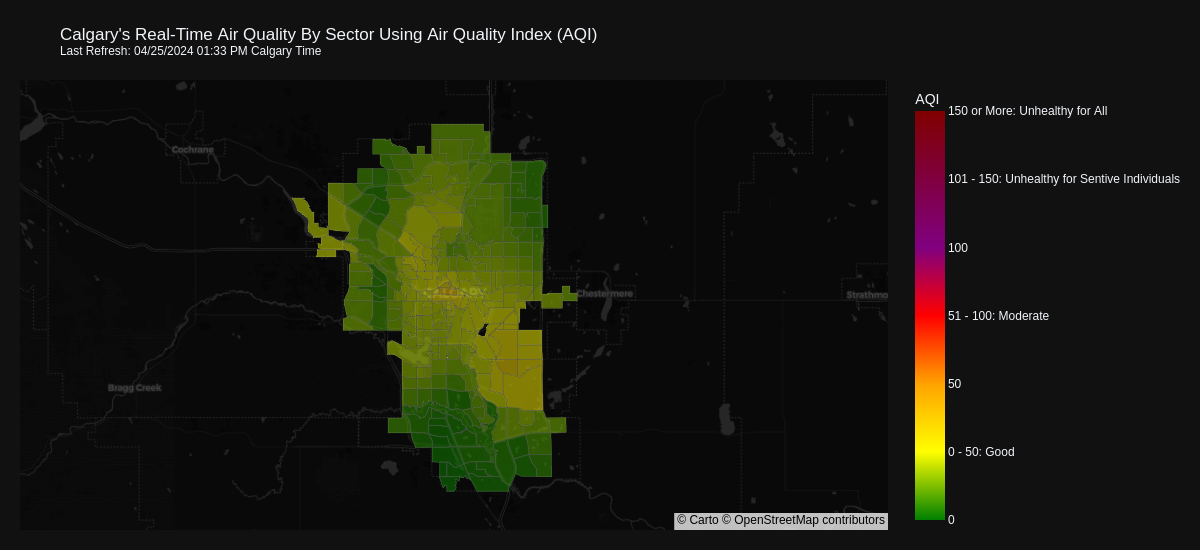 Calgary's Real-Time Air Quality By Sector Using Air Quality Index (AQI)
Last Refresh: 04/25/2024 01:33 PM Calgary Time
AQI
150 or More: Unhealthy for All
Cochrane
101 - 150: Unhealthy for Sentive Individuals
100
Chestermere
Strathmo
51 - 100: Moderate
50
Bragg Creek
0 - 50: Good
0
© Carto © OpenStreetMap contributors